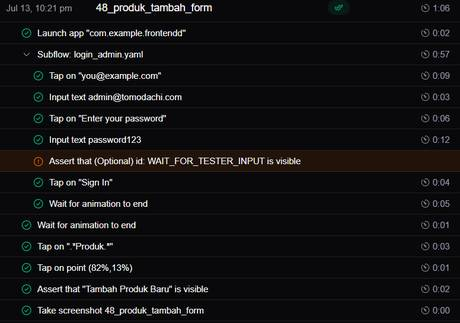 Jul 13, 10:21 pm 48_produk_tambah_form 1:06
Launch app "com.example.frontendd" 0:02
Subflow: login_admin.yaml 0:57
Tap on "you@example.com" 0:09
Input text admin@tomodachi.com 0:03
Tap on "Enter your password" 0:06
Input text password123 0:12
Assert that (Optional) id: WAIT_FOR_TESTER_INPUT is visible
Tap on "Sign In" 0:04
Wait for animation to end 0:05
Wait for animation to end 0:01
Tap on ".*Produk.*" 0:03
Tap on point (82%,13%) 0:01
Assert that "Tambah Produk Baru" is visible 0:02
Take screenshot 48_produk_tambah_form 0:00